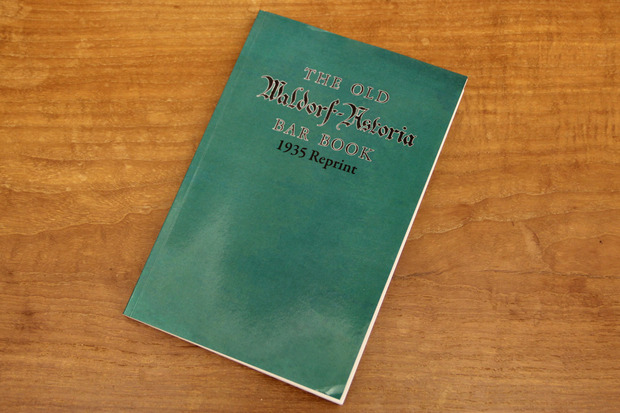 THE OLD
Waldorf-Astoria
BAR BOOK
1935 Reprint